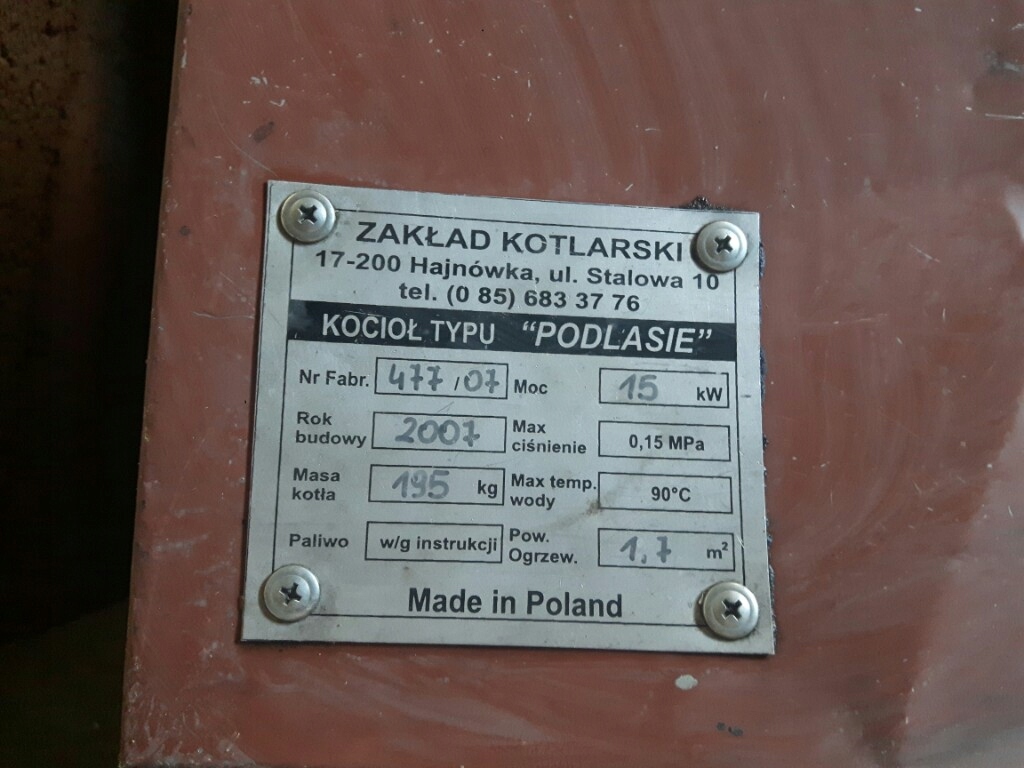 ZAKŁAD KOTLARSKI
17-200 Hajnówka, ul. Stalowa 10
tel. (0 85) 683 37 76
KOCIOŁ TYPU "PODLASIE"
Nr Fabr. 477/07 Moc 15 kW
Rok budowy 2007 Max ciśnienie 0,15 MPa
Masa kotła 195 kg Max temp. wody 90°C
Paliwo w/g instrukcji Pow. Ogrzew. 1,7 m²
Made in Poland